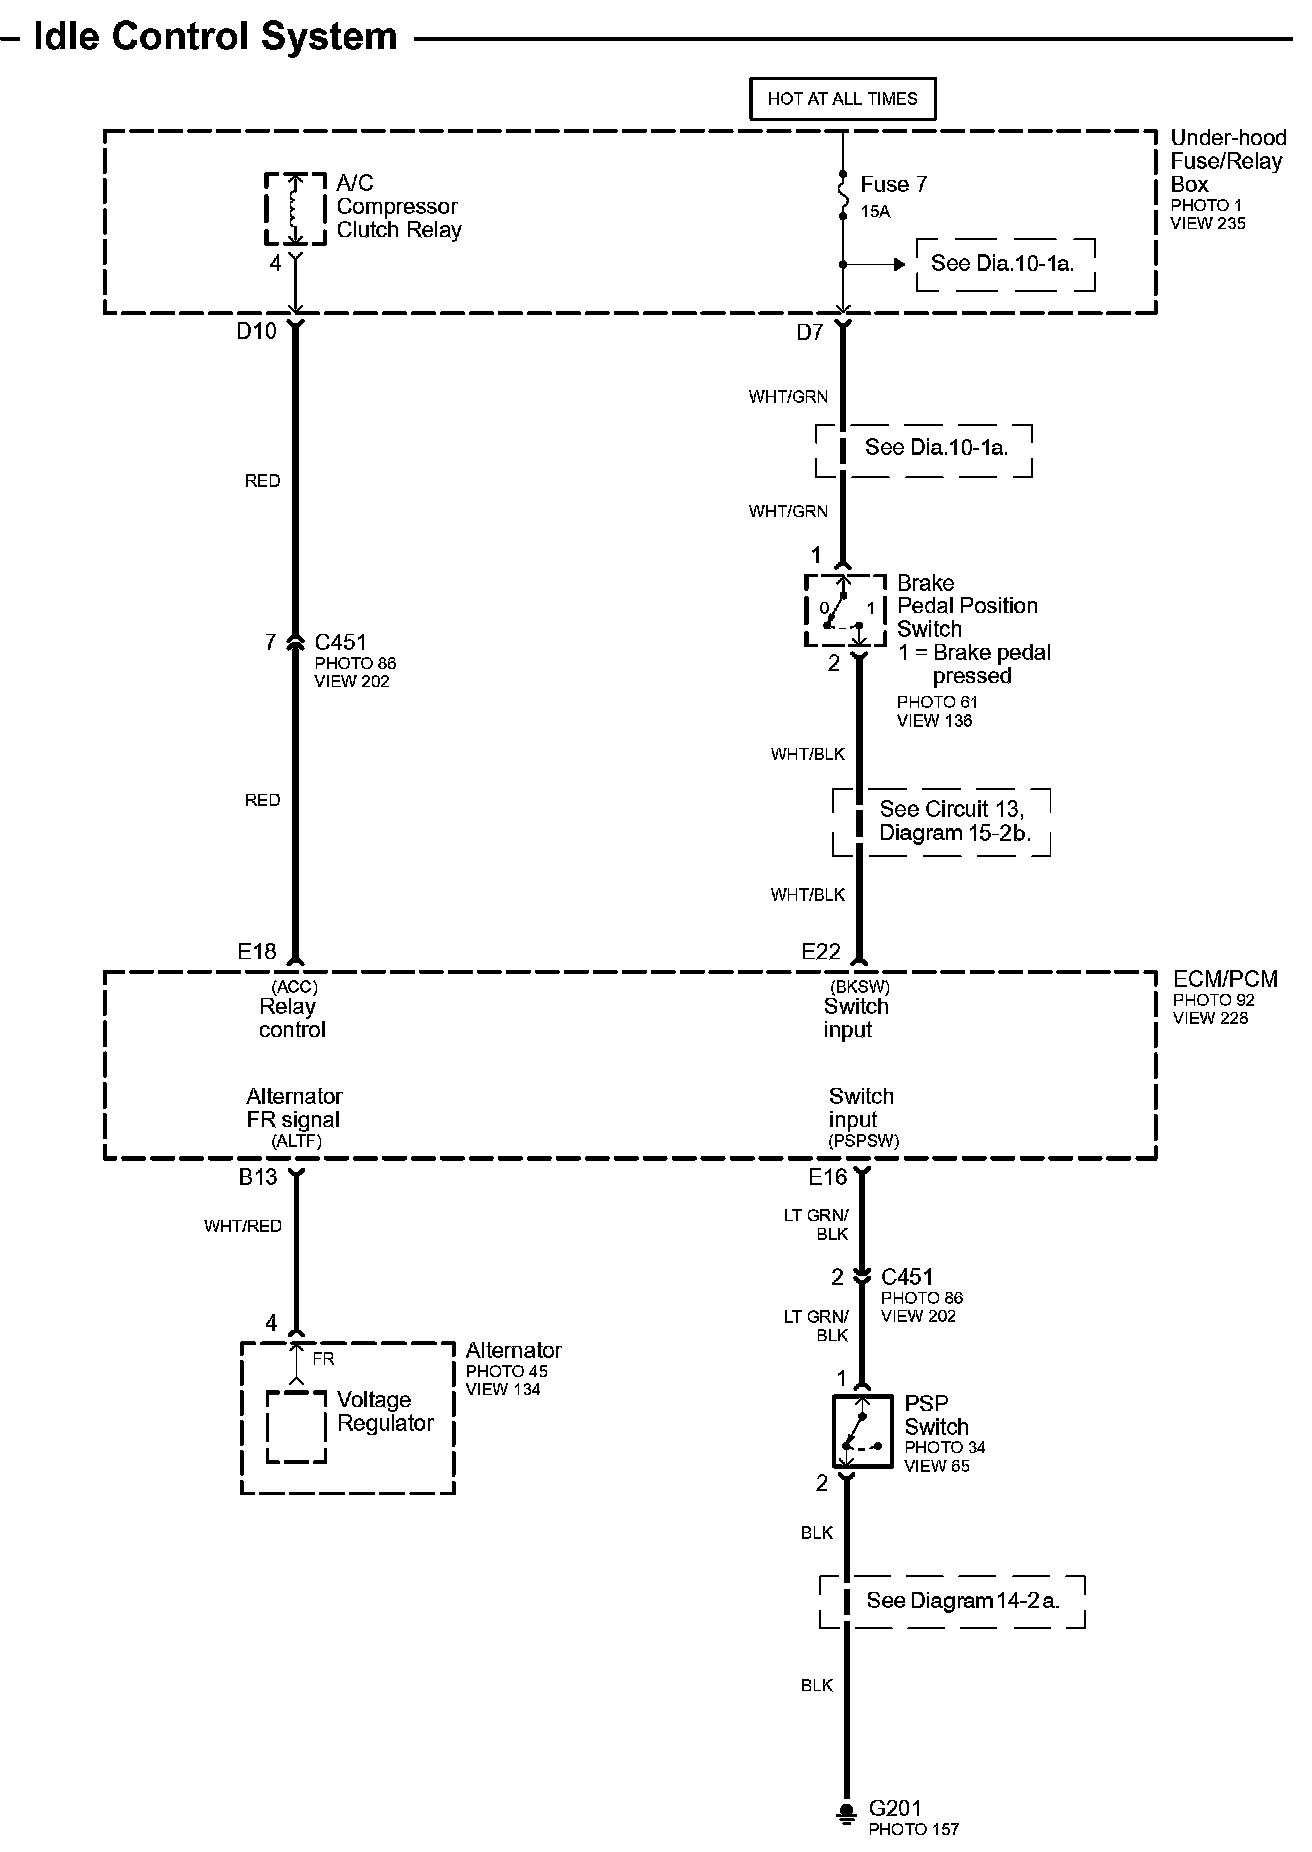 Idle Control System
HOT AT ALL TIMES
Under-hood
Fuse/Relay
Box
PHOTO 1
VIEW 235
A/C
Compressor
Clutch Relay
4
Fuse 7
15A
See Dia.10-1a.
D10
D7
WHT/GRN
See Dia.10-1a.
RED
WHT/GRN
1
Brake
Pedal Position
Switch
1 = Brake pedal
pressed
PHOTO 61
VIEW 136
0 1
2
7
C451
PHOTO 86
VIEW 202
WHT/BLK
RED
See Circuit 13,
Diagram 15-2b.
WHT/BLK
E18
E22
(ACC)
Relay
control
(BKSW)
Switch
input
ECM/PCM
PHOTO 92
VIEW 228
Alternator
FR signal
(ALTF)
Switch
input
(PSPSW)
B13
E16
WHT/RED
LT GRN/
BLK
2
C451
PHOTO 86
VIEW 202
LT GRN/
BLK
4
FR
Alternator
PHOTO 45
VIEW 134
Voltage
Regulator
1
PSP
Switch
PHOTO 34
VIEW 65
2
BLK
See Diagram 14-2a.
BLK
G201
PHOTO 157